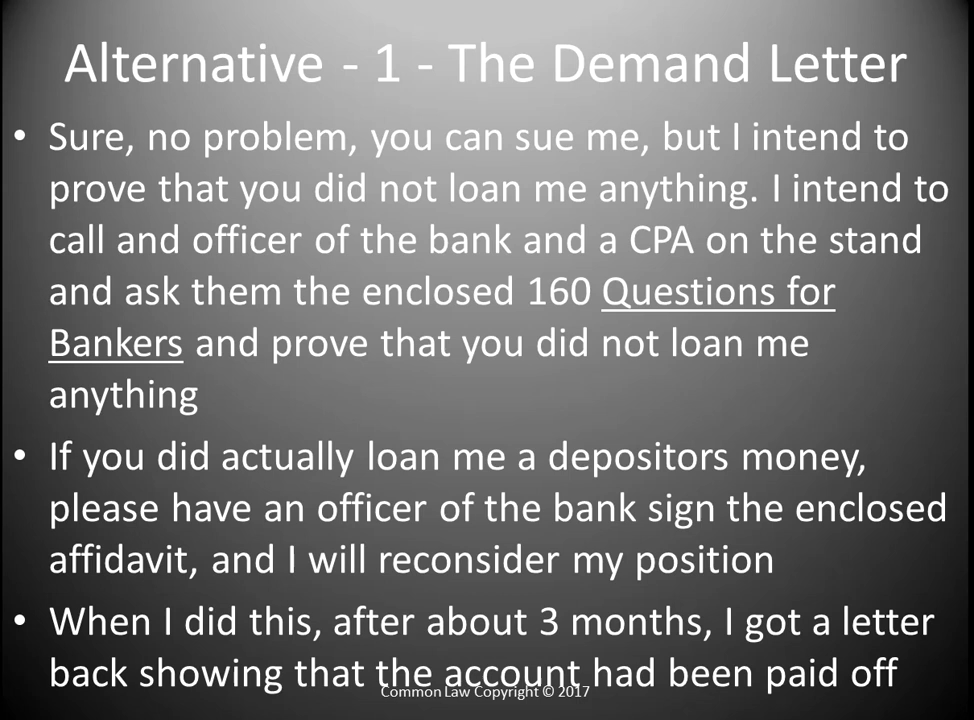 Alternative - 1 - The Demand Letter
• Sure, no problem, you can sue me, but I intend to
prove that you did not loan me anything. I intend to
call and officer of the bank and a CPA on the stand
and ask them the enclosed 160 Questions for
Bankers and prove that you did not loan me
anything
• If you did actually loan me a depositors money,
please have an officer of the bank sign the enclosed
affidavit, and I will reconsider my position
• When I did this, after about 3 months, I got a letter
back showing that the account had been paid off
Common Law Copyright © 2017